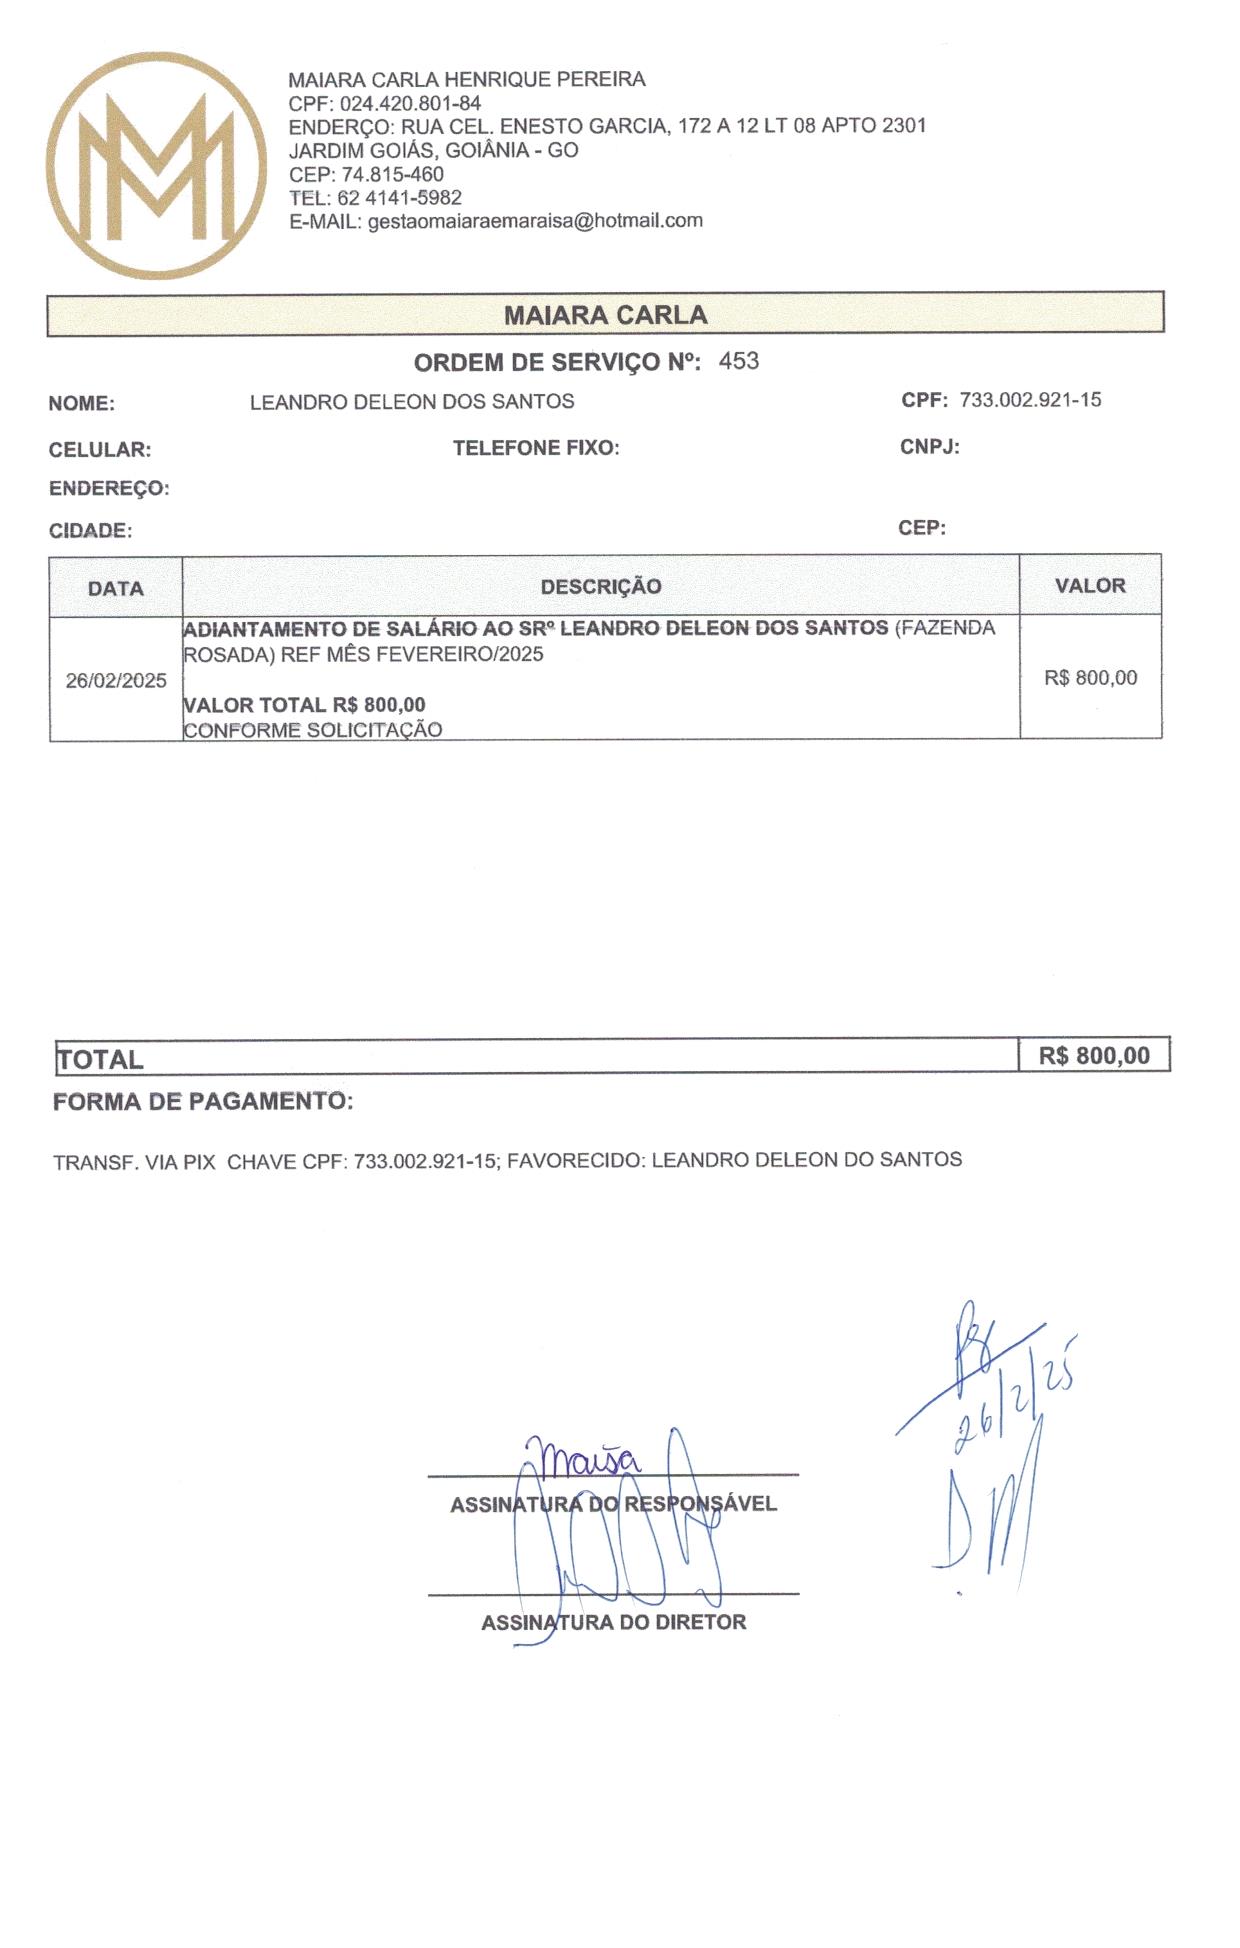 MAIARA CARLA HENRIQUE PEREIRA
CPF: 024.420.801-84
ENDERÇO: RUA CEL. ENESTO GARCIA, 172 A 12 LT 08 APTO 2301
JARDIM GOIÁS, GOIÂNIA - GO
CEP: 74.815-460
TEL: 62 4141-5982
E-MAIL: gestaomaiaraemaraisa@hotmail.com
MAIARA CARLA
ORDEM DE SERVIÇO Nº: 453
NOME: LEANDRO DELEON DOS SANTOS CPF: 733.002.921-15
CELULAR: TELEFONE FIXO: CNPJ:
ENDEREÇO:
CIDADE: CEP:
DATA DESCRIÇÃO VALOR
ADIANTAMENTO DE SALÁRIO AO SRº LEANDRO DELEON DOS SANTOS (FAZENDA
ROSADA) REF MÊS FEVEREIRO/2025
26/02/2025 R$ 800,00
VALOR TOTAL R$ 800,00
CONFORME SOLICITAÇÃO
TOTAL R$ 800,00
FORMA DE PAGAMENTO:
TRANSF. VIA PIX CHAVE CPF: 733.002.921-15; FAVORECIDO: LEANDRO DELEON DO SANTOS
26/2/25
Maisa
ASSINATURA DO RESPONSÁVEL
D.M
ASSINATURA DO DIRETOR